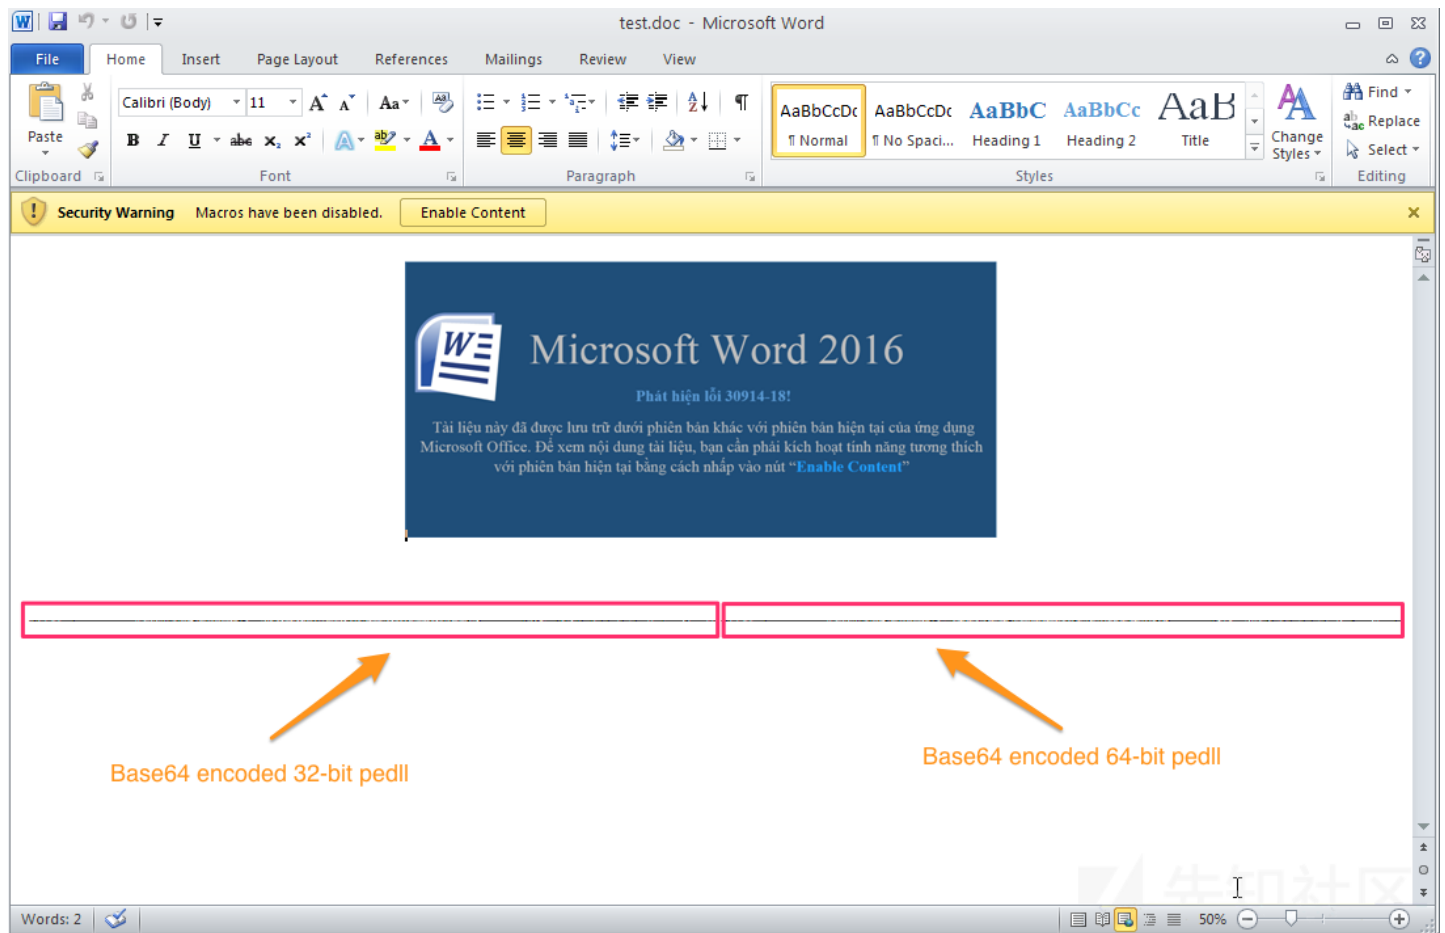 test.doc - Microsoft Word
File Home Insert Page Layout References Mailings Review View
Calibri (Body) 11
AaBbCcDc AaBbCcDc AaBbC AaBbCc AaB
¶ Normal ¶ No Spaci... Heading 1 Heading 2 Title
Paste
Change Styles
Find
Replace
Select
Clipboard Font Paragraph Styles Editing
Security Warning Macros have been disabled. Enable Content
Microsoft Word 2016
Phát hiện lỗi 30914-18!
Tài liệu này đã được lưu trữ dưới phiên bản khác với phiên bản hiện tại của ứng dụng
Microsoft Office. Để xem nội dung tài liệu, bạn cần phải kích hoạt tính năng tương thích
với phiên bản hiện tại bằng cách nhấp vào nút “Enable Content”
Base64 encoded 32-bit pedll
Base64 encoded 64-bit pedll
先知社区
Words: 2 50%